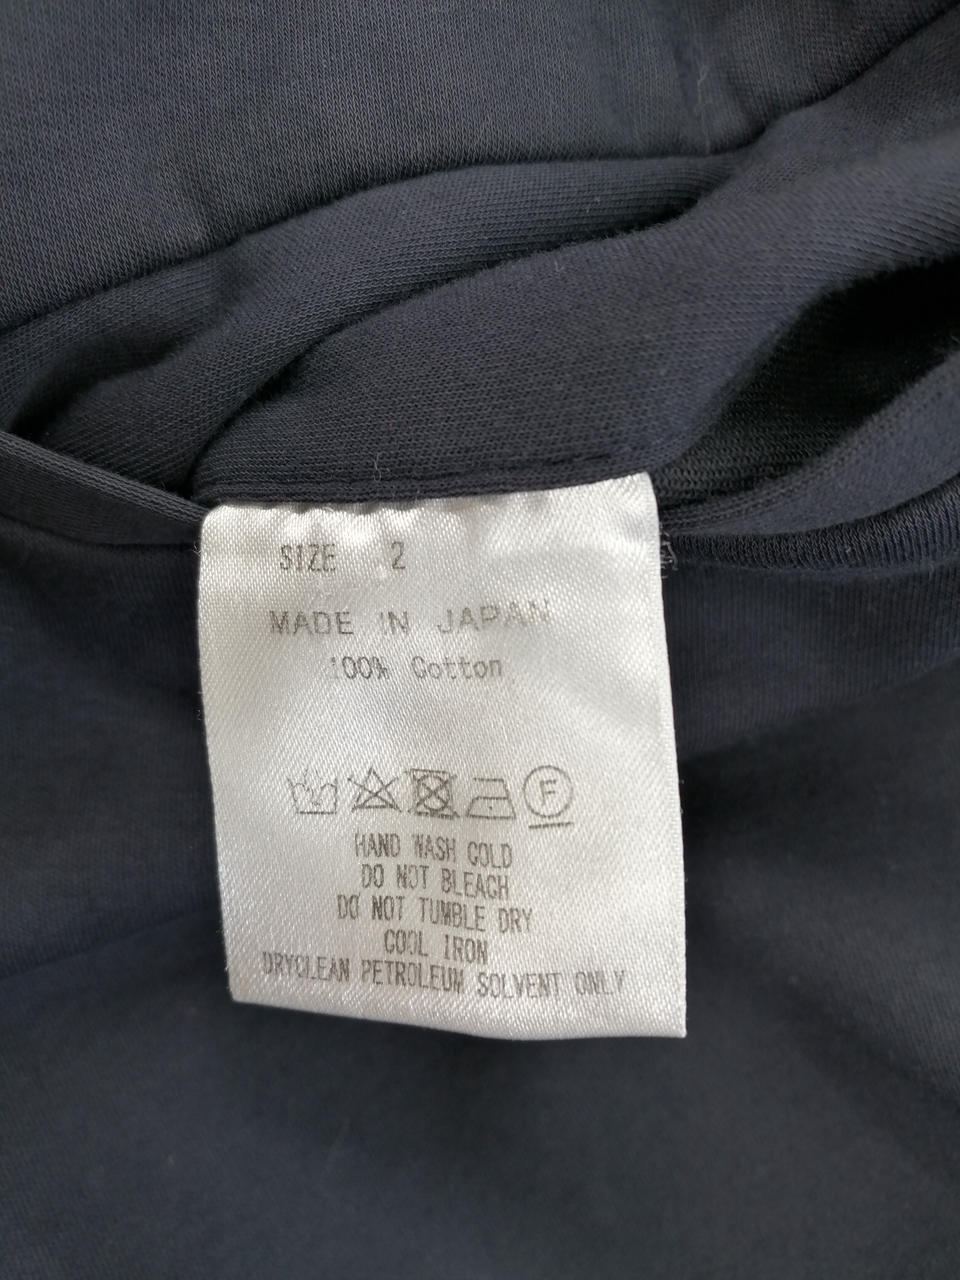 SIZE 2
MADE IN JAPAN
100% Cotton
F
HAND WASH COLD
DO NOT BLEACH
DO NOT TUMBLE DRY
COOL IRON
DRYCLEAN PETROLEUM SOLVENT ONLY